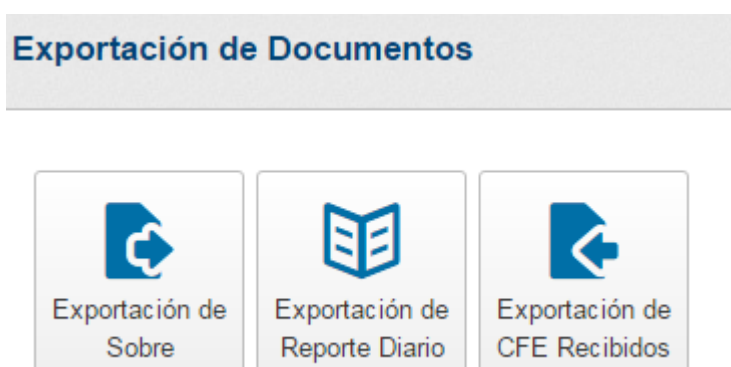 Exportación de Documentos
Exportación de
Sobre
Exportación de
Reporte Diario
Exportación de
CFE Recibidos